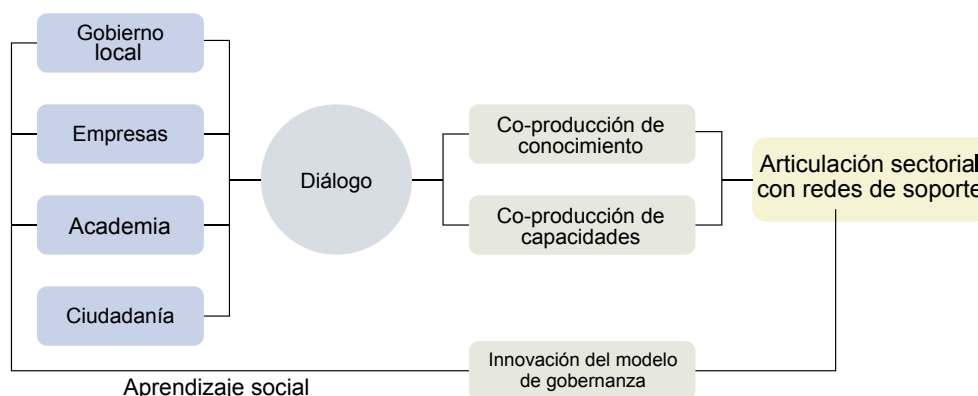 Gobierno
local
Empresas
Academia
Ciudadanía
Diálogo
Co-producción de
conocimiento
Co-producción de
capacidades
Articulación sectorial
con redes de soporte
Innovación del modelo
de gobernanza
Aprendizaje social